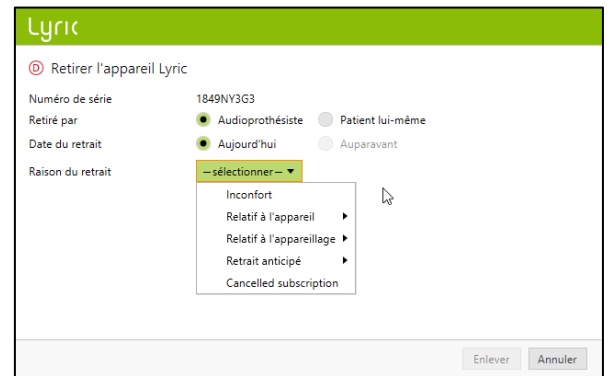 Lyric
D Retirer l'appareil Lyric
Numéro de série 1849NY3G3
Retiré par Audioprothésiste Patient lui-même
Date du retrait Aujourd'hui Auparavant
Raison du retrait —sélectionner—
Inconfort
Relatif à l'appareil
Relatif à l'appareillage
Retrait anticipé
Cancelled subscription
Enlever Annuler